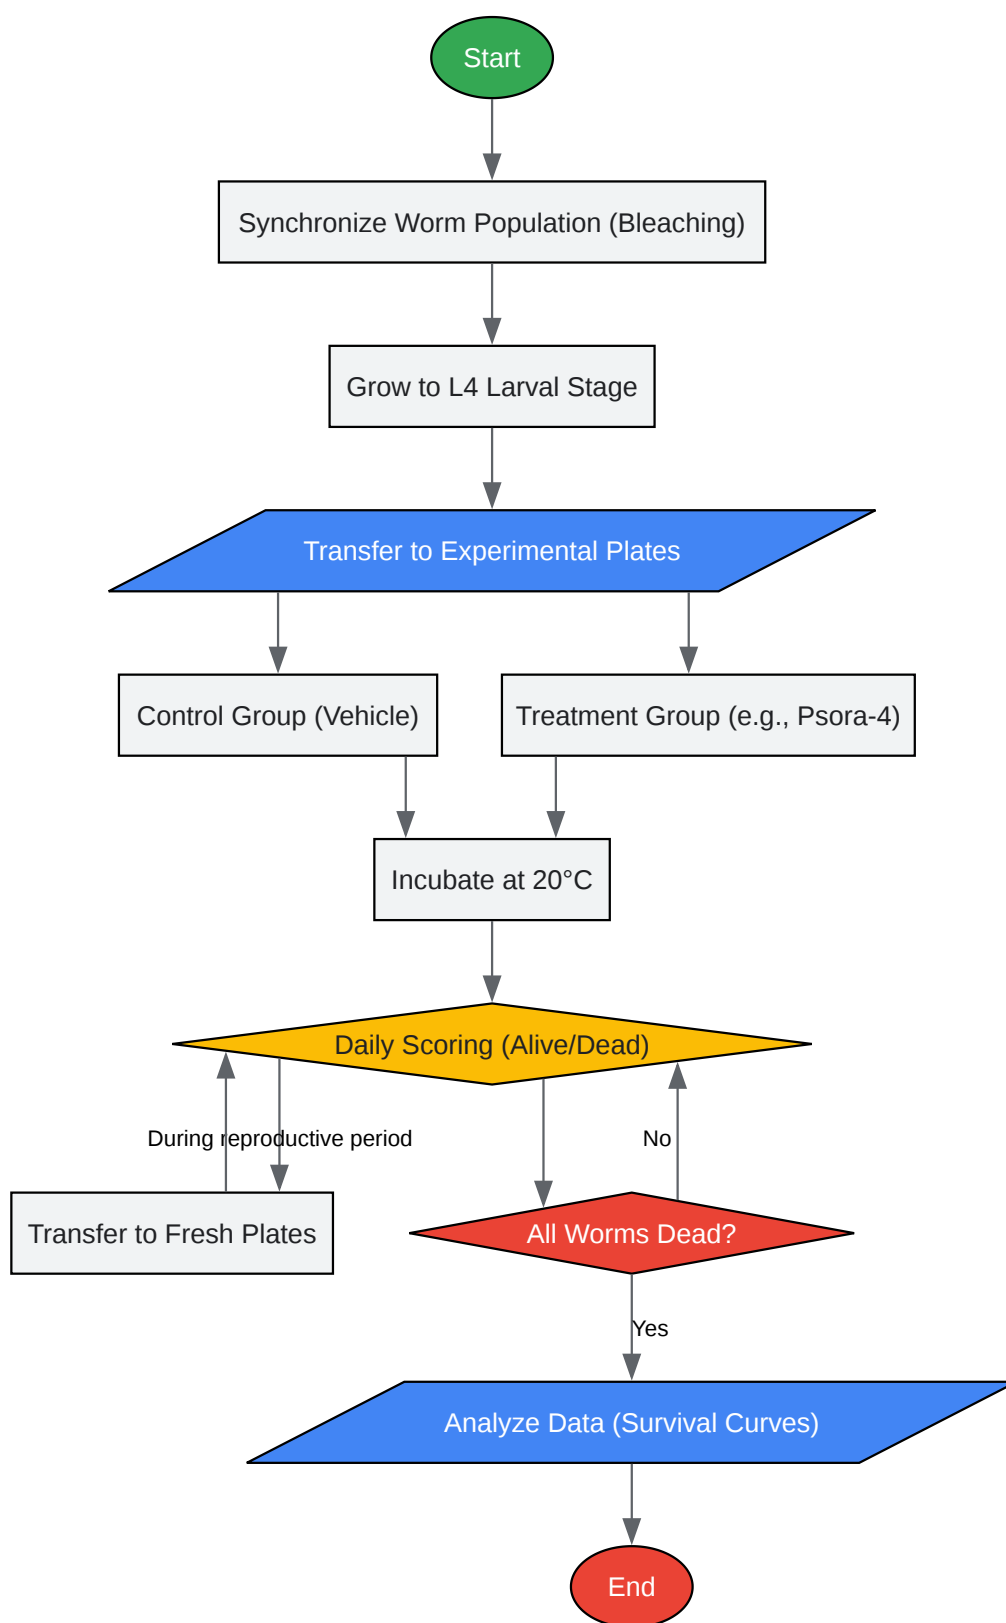 Start
Synchronize Worm Population (Bleaching)
Grow to L4 Larval Stage
Transfer to Experimental Plates
Control Group (Vehicle)
Treatment Group (e.g., Psora-4)
Incubate at 20°C
Daily Scoring (Alive/Dead)
During reproductive period
No
Transfer to Fresh Plates
All Worms Dead?
Yes
Analyze Data (Survival Curves)
End